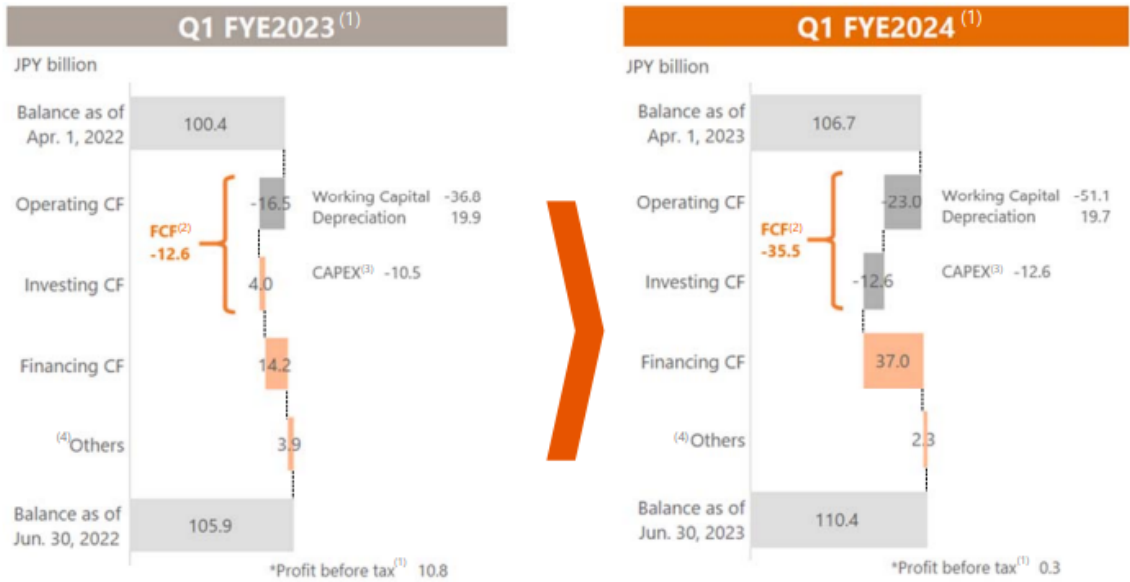 Q1 FYE2023 (1)
JPY billion
Balance as of
Apr. 1, 2022
100.4
Operating CF
-16.5
Working Capital -36.8
Depreciation 19.9
FCF(2)
-12.6
Investing CF
4.0
CAPEX(3) -10.5
Financing CF
14.2
(4)Others
3.9
Balance as of
Jun. 30, 2022
105.9
*Profit before tax(1) 10.8
Q1 FYE2024 (1)
JPY billion
Balance as of
Apr. 1, 2023
106.7
Operating CF
-23.0
Working Capital -51.1
Depreciation 19.7
FCF(2)
-35.5
Investing CF
-12.6
CAPEX(3) -12.6
Financing CF
37.0
(4)Others
2.3
Balance as of
Jun. 30, 2023
110.4
*Profit before tax(1) 0.3